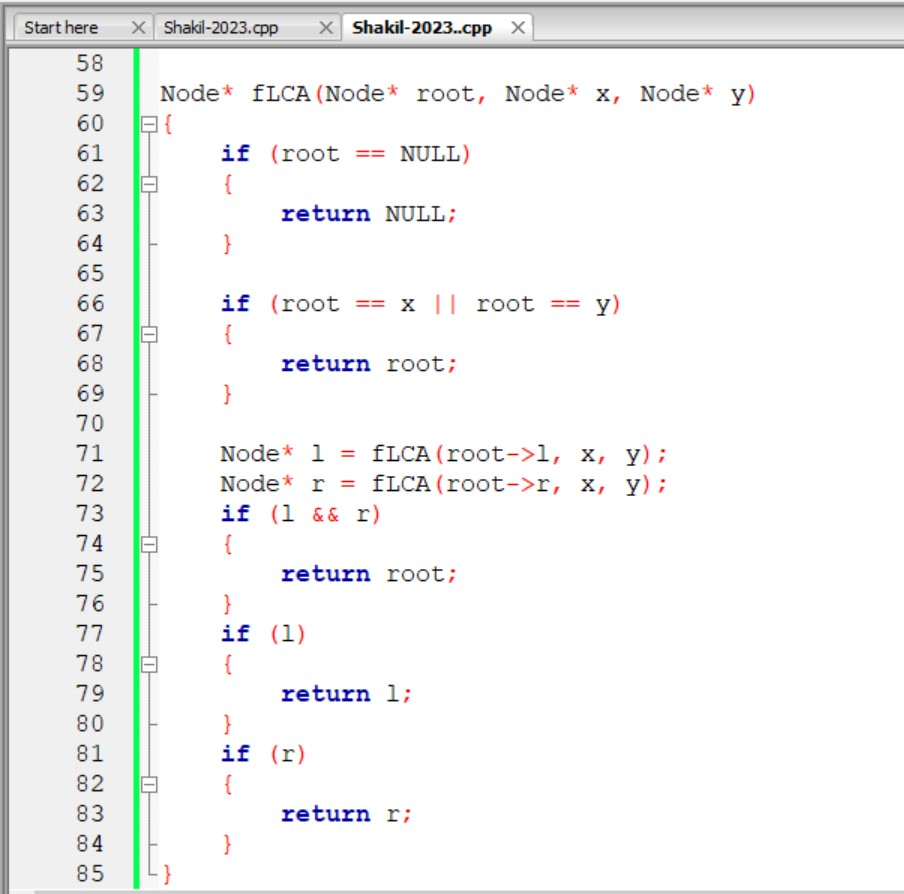 Start here × Shakil-2023.cpp × Shakil-2023..cpp ×
58
59 Node* fLCA(Node* root, Node* x, Node* y)
60 {
61     if (root == NULL)
62     {
63         return NULL;
64     }
65
66     if (root == x || root == y)
67     {
68         return root;
69     }
70
71     Node* l = fLCA(root->l, x, y);
72     Node* r = fLCA(root->r, x, y);
73     if (l && r)
74     {
75         return root;
76     }
77     if (l)
78     {
79         return l;
80     }
81     if (r)
82     {
83         return r;
84     }
85 }